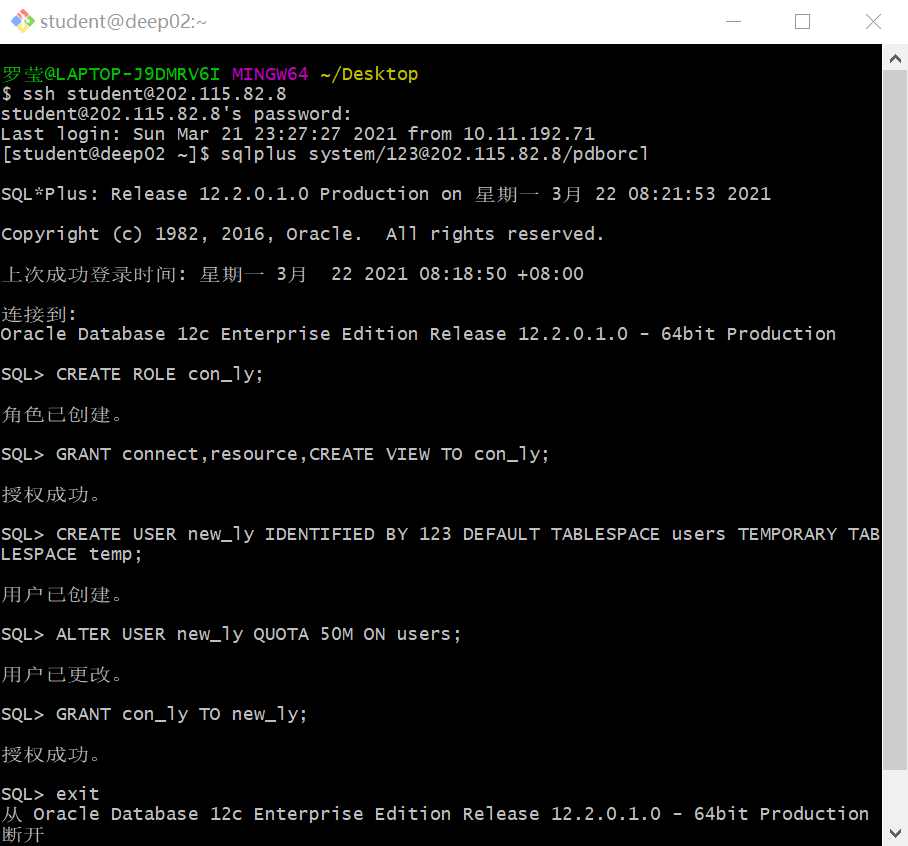 student@deep02:~
罗莹@LAPTOP-J9DMRV6I MINGW64 ~/Desktop
$ ssh student@202.115.82.8
student@202.115.82.8's password:
Last login: Sun Mar 21 23:27:27 2021 from 10.11.192.71
[student@deep02 ~]$ sqlplus system/123@202.115.82.8/pdborcl
SQL*Plus: Release 12.2.0.1.0 Production on 星期一 3月 22 08:21:53 2021
Copyright (c) 1982, 2016, Oracle.  All rights reserved.
上次成功登录时间: 星期一 3月  22 2021 08:18:50 +08:00
连接到:
Oracle Database 12c Enterprise Edition Release 12.2.0.1.0 - 64bit Production
SQL> CREATE ROLE con_ly;
角色已创建。
SQL> GRANT connect,resource,CREATE VIEW TO con_ly;
授权成功。
SQL> CREATE USER new_ly IDENTIFIED BY 123 DEFAULT TABLESPACE users TEMPORARY TAB
LESPACE temp;
用户已创建。
SQL> ALTER USER new_ly QUOTA 50M ON users;
用户已更改。
SQL> GRANT con_ly TO new_ly;
授权成功。
SQL> exit
从 Oracle Database 12c Enterprise Edition Release 12.2.0.1.0 - 64bit Production
断开